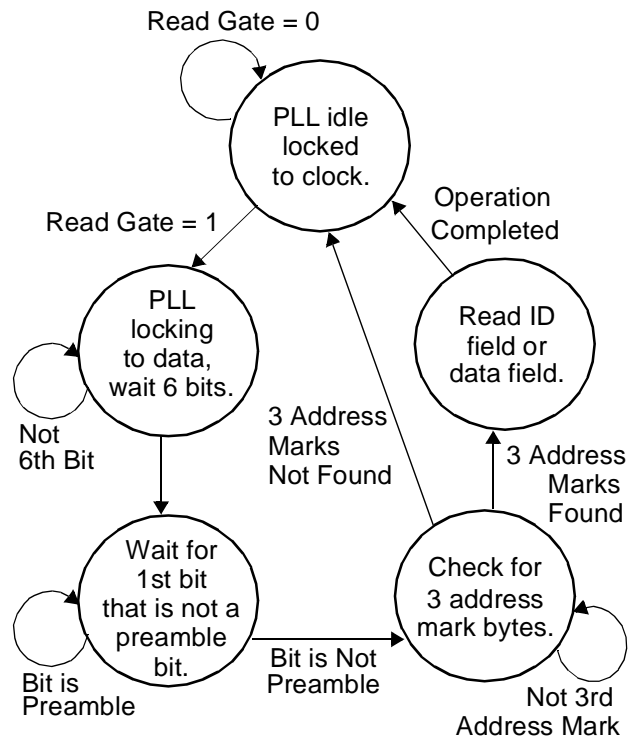 Read Gate = 0
PLL idle
locked
to clock.
Operation
Completed
Read Gate = 1
PLL
locking
to data,
wait 6 bits.
Read ID
field or
data field.
Not
6th Bit
3 Address
Marks
Not Found
3 Address
Marks
Found
Wait for
1st bit
that is not a
preamble
bit.
Check for
3 address
mark bytes.
Bit is
Preamble
Bit is Not
Preamble
Not 3rd
Address Mark